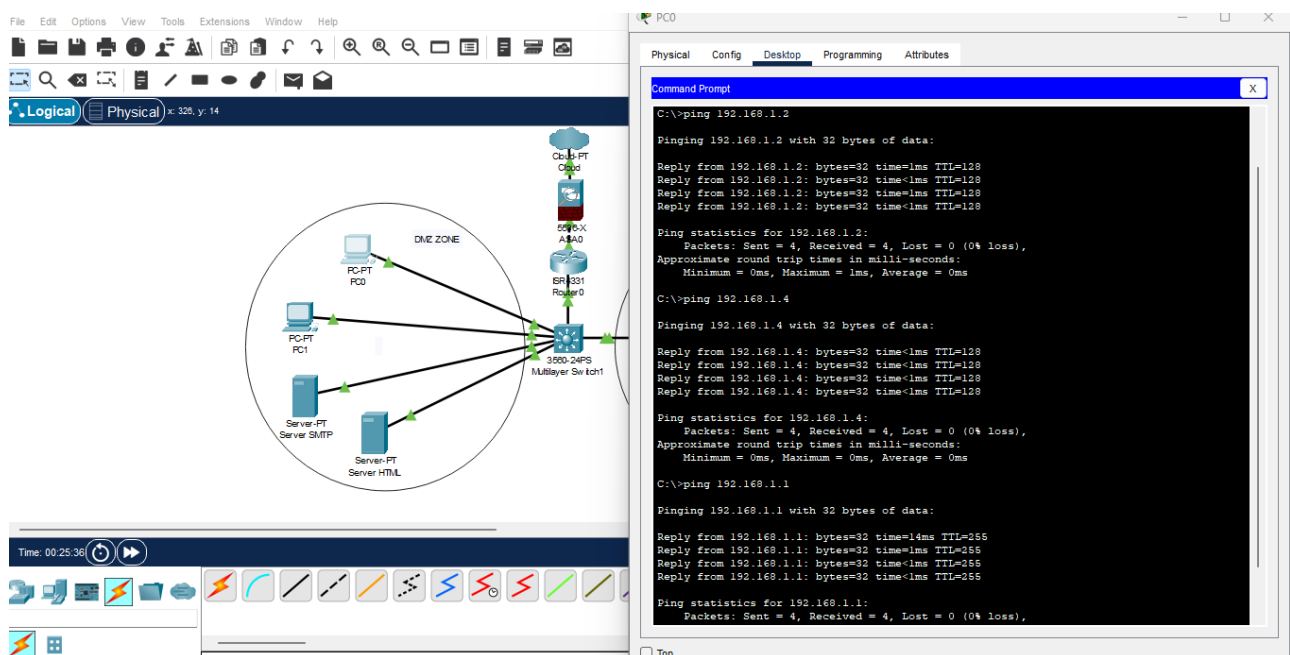 File Edit Options View Tools Extensions Window Help
Logical Physical x: 326, y: 14
Cloud-PT
Cloud
ASA0
DMZ ZONE
PC-PT
PC0
ISR4331
Router0
PC-PT
PC1
3560-24PS
Multilayer Switch1
Server-PT
Server SMTP
Server-PT
Server HTML
Time: 00:25:36
PC0
Physical Config Desktop Programming Attributes
Command Prompt X
C:\>ping 192.168.1.2
Pinging 192.168.1.2 with 32 bytes of data:
Reply from 192.168.1.2: bytes=32 time=1ms TTL=128
Reply from 192.168.1.2: bytes=32 time<1ms TTL=128
Reply from 192.168.1.2: bytes=32 time=1ms TTL=128
Reply from 192.168.1.2: bytes=32 time<1ms TTL=128
Ping statistics for 192.168.1.2:
Packets: Sent = 4, Received = 4, Lost = 0 (0% loss),
Approximate round trip times in milli-seconds:
Minimum = 0ms, Maximum = 1ms, Average = 0ms
C:\>ping 192.168.1.4
Pinging 192.168.1.4 with 32 bytes of data:
Reply from 192.168.1.4: bytes=32 time<1ms TTL=128
Reply from 192.168.1.4: bytes=32 time<1ms TTL=128
Reply from 192.168.1.4: bytes=32 time<1ms TTL=128
Reply from 192.168.1.4: bytes=32 time<1ms TTL=128
Ping statistics for 192.168.1.4:
Packets: Sent = 4, Received = 4, Lost = 0 (0% loss),
Approximate round trip times in milli-seconds:
Minimum = 0ms, Maximum = 0ms, Average = 0ms
C:\>ping 192.168.1.1
Pinging 192.168.1.1 with 32 bytes of data:
Reply from 192.168.1.1: bytes=32 time=14ms TTL=255
Reply from 192.168.1.1: bytes=32 time=1ms TTL=255
Reply from 192.168.1.1: bytes=32 time<1ms TTL=255
Reply from 192.168.1.1: bytes=32 time<1ms TTL=255
Ping statistics for 192.168.1.1:
Packets: Sent = 4, Received = 4, Lost = 0 (0% loss),
Top